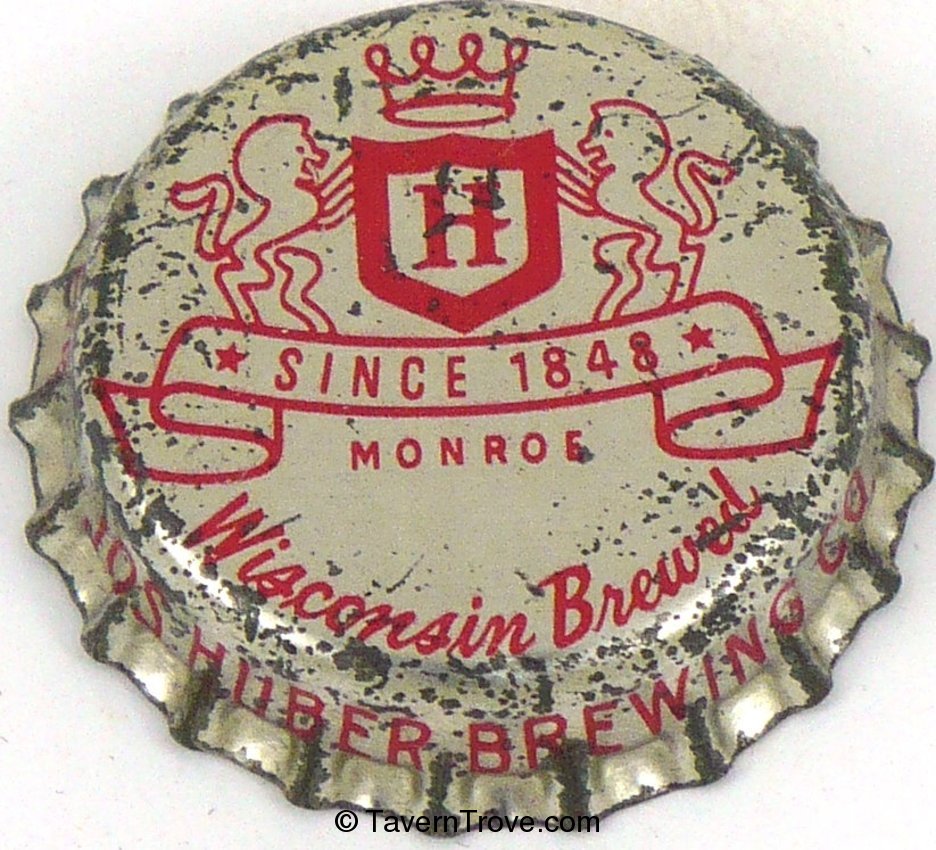 H
SINCE 1848
MONROE
Wisconsin Brewed
JOS HUBER BREWING CO
© TavernTrove.com